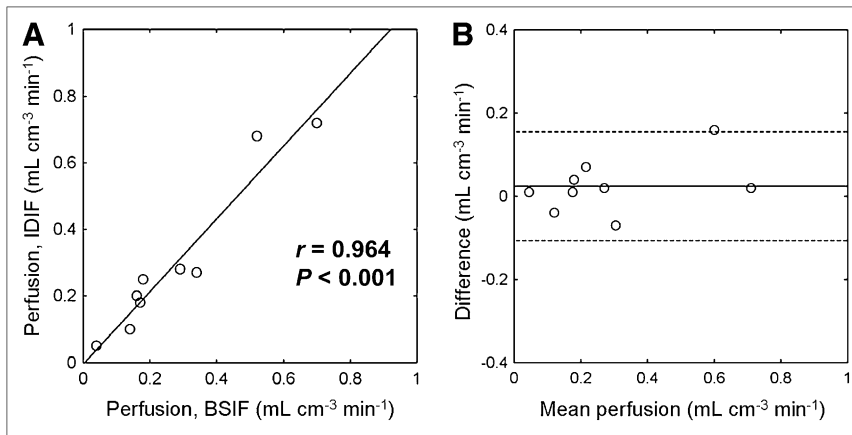 A
1
0.8
0.6
0.4
0.2
0
0
0.2
0.4
0.6
0.8
1
Perfusion, IDIF (mL cm-3 min-1)
r = 0.964
P < 0.001
Perfusion, BSIF (mL cm-3 min-1)
B
0.4
0.2
0
-0.2
-0.4
0
0.2
0.4
0.6
0.8
1
Difference (mL cm-3 min-1)
Mean perfusion (mL cm-3 min-1)